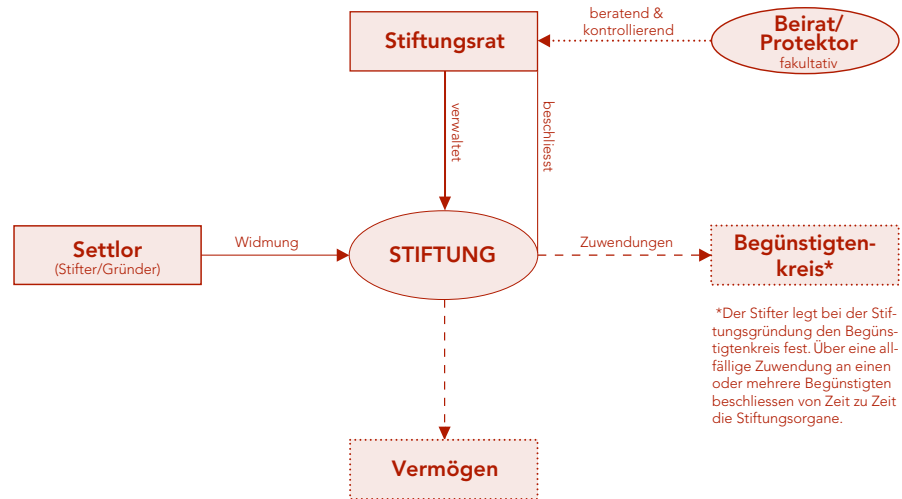 Stiftungsrat
beratend &
kontrollierend
Beirat/
Protektor
fakultativ
verwaltet
beschliesst
Settlor
(Stifter/Gründer)
Widmung
STIFTUNG
Zuwendungen
Begünstigten-
kreis*
*Der Stifter legt bei der Stif-
tungsgründung den Begüns-
tigtenkreis fest. Über eine all-
fällige Zuwendung an einen
oder mehrere Begünstigten
beschliessen von Zeit zu Zeit
die Stiftungsorgane.
Vermögen